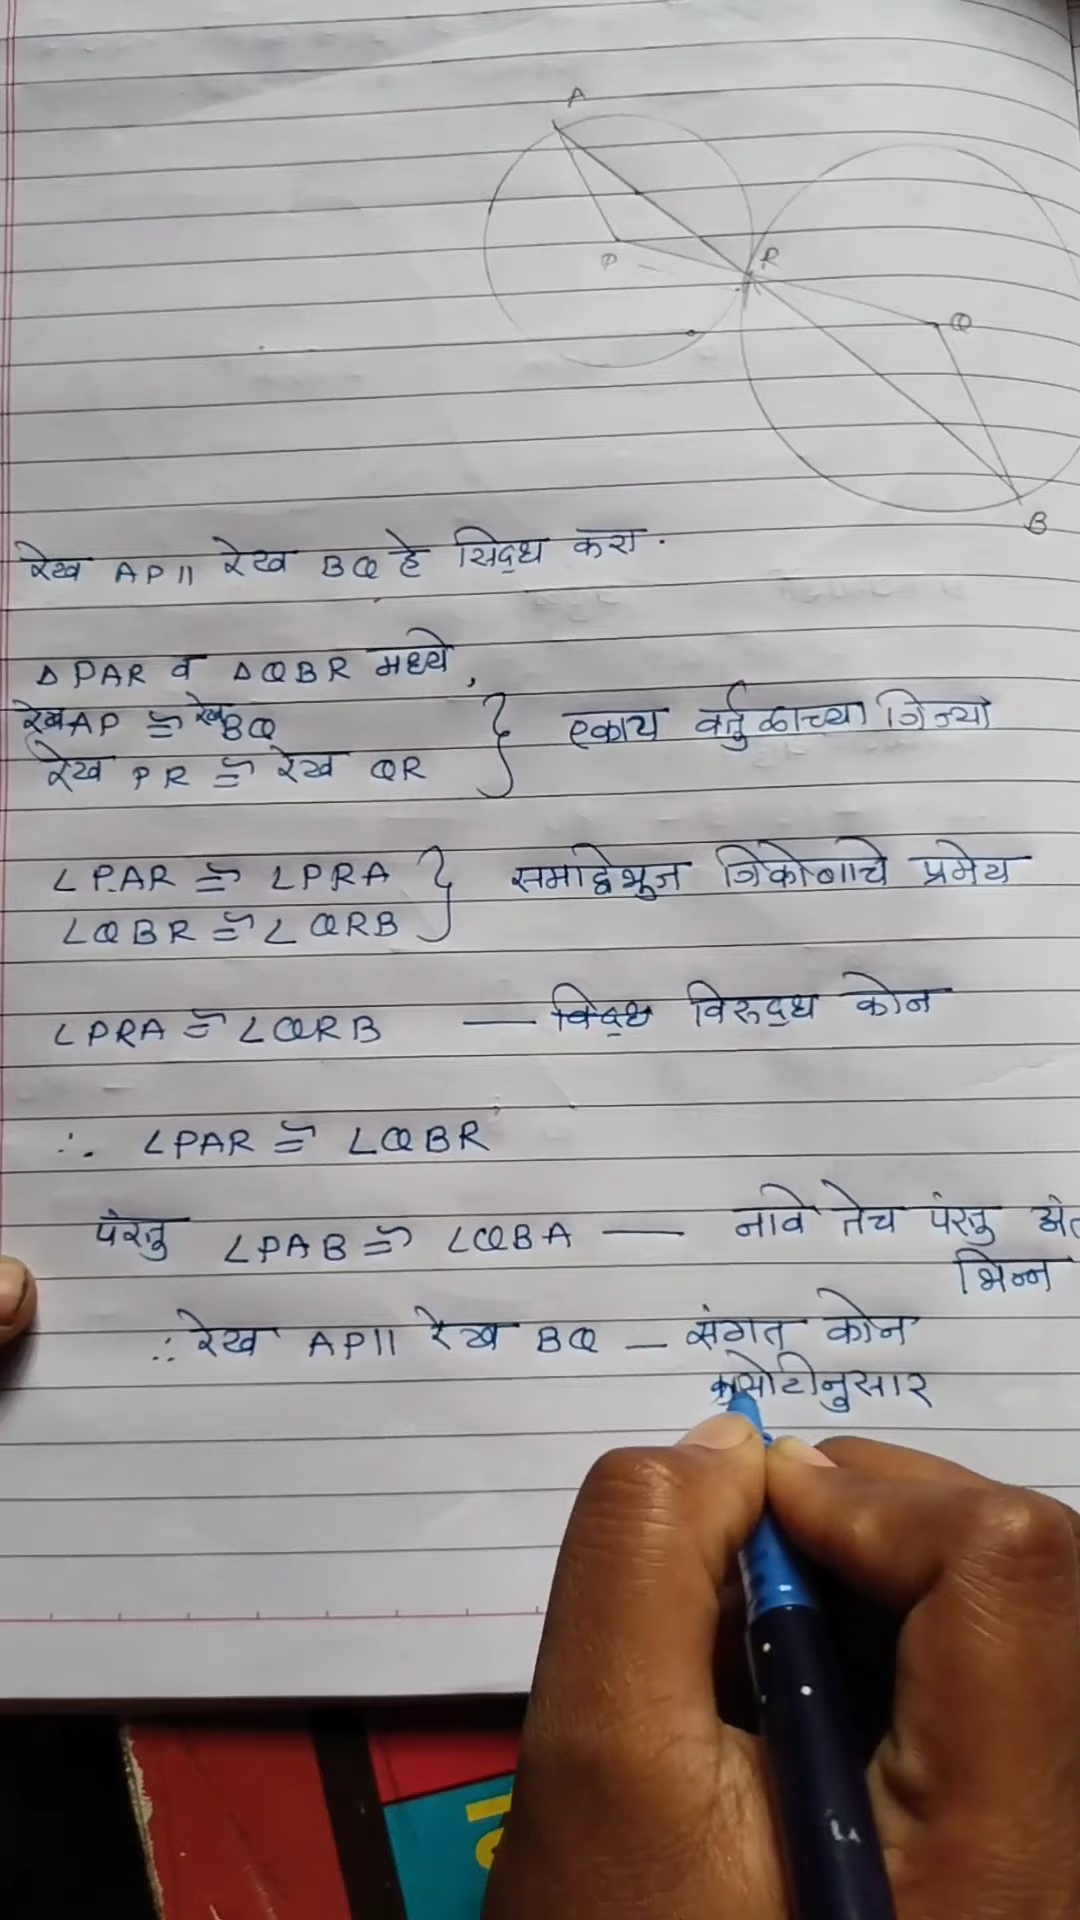 A
P
R
Q
B
रेख AP || रेख BQ हे सिद्ध करा.
△PAR व △QBR मध्ये,
रेख AP ≅ रेख BQ } एकाच वर्तुळाच्या त्रिज्या
रेख PR ≅ रेख QR
∠PAR ≅ ∠PRA } समद्विभुज त्रिकोणाचे प्रमेय
∠QBR ≅ ∠QRB
∠PRA ≅ ∠QRB — विरुद्ध कोन
∴ ∠PAR ≅ ∠QBR
परंतु ∠PAB ≅ ∠QBA — नावे तेच परंतु
भिन्न
∴ रेख AP || रेख BQ — संगत कोन
कसोटीनुसार